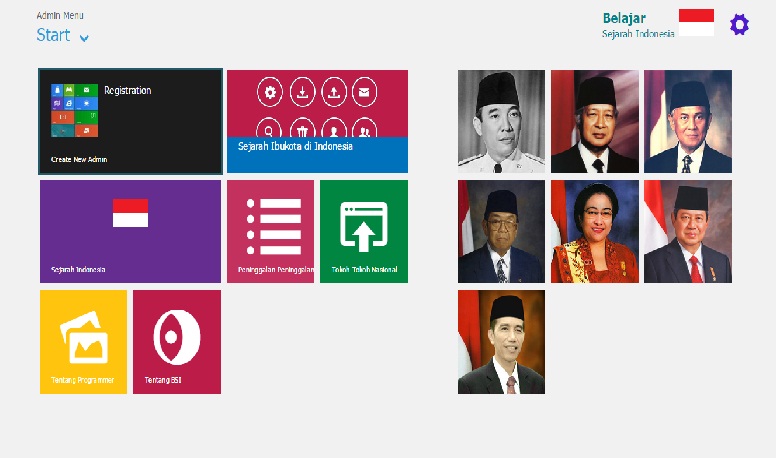 Admin Menu
Start
Belajar
Sejarah Indonesia
Registration
Create New Admin
Sejarah Ibukota di Indonesia
Sejarah Indonesia
Peninggalan Peninggalan
Tokoh Tokoh Nasional
Tentang Programmer
Tentang BSI